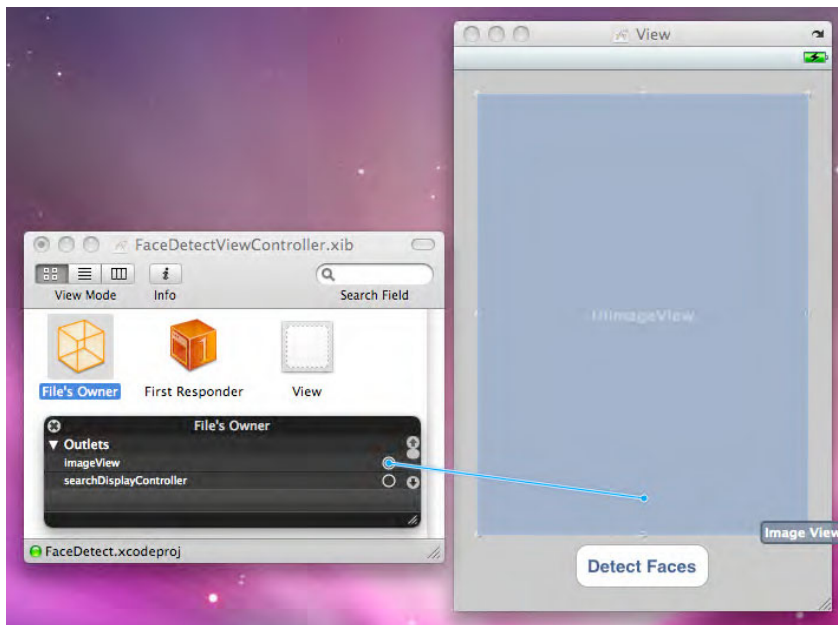 View
FaceDetectViewController.xib
View Mode
Info
Search Field
UIImageView
File's Owner
First Responder
View
File's Owner
Outlets
imageView
searchDisplayController
Image View
FaceDetect.xcodeproj
Detect Faces